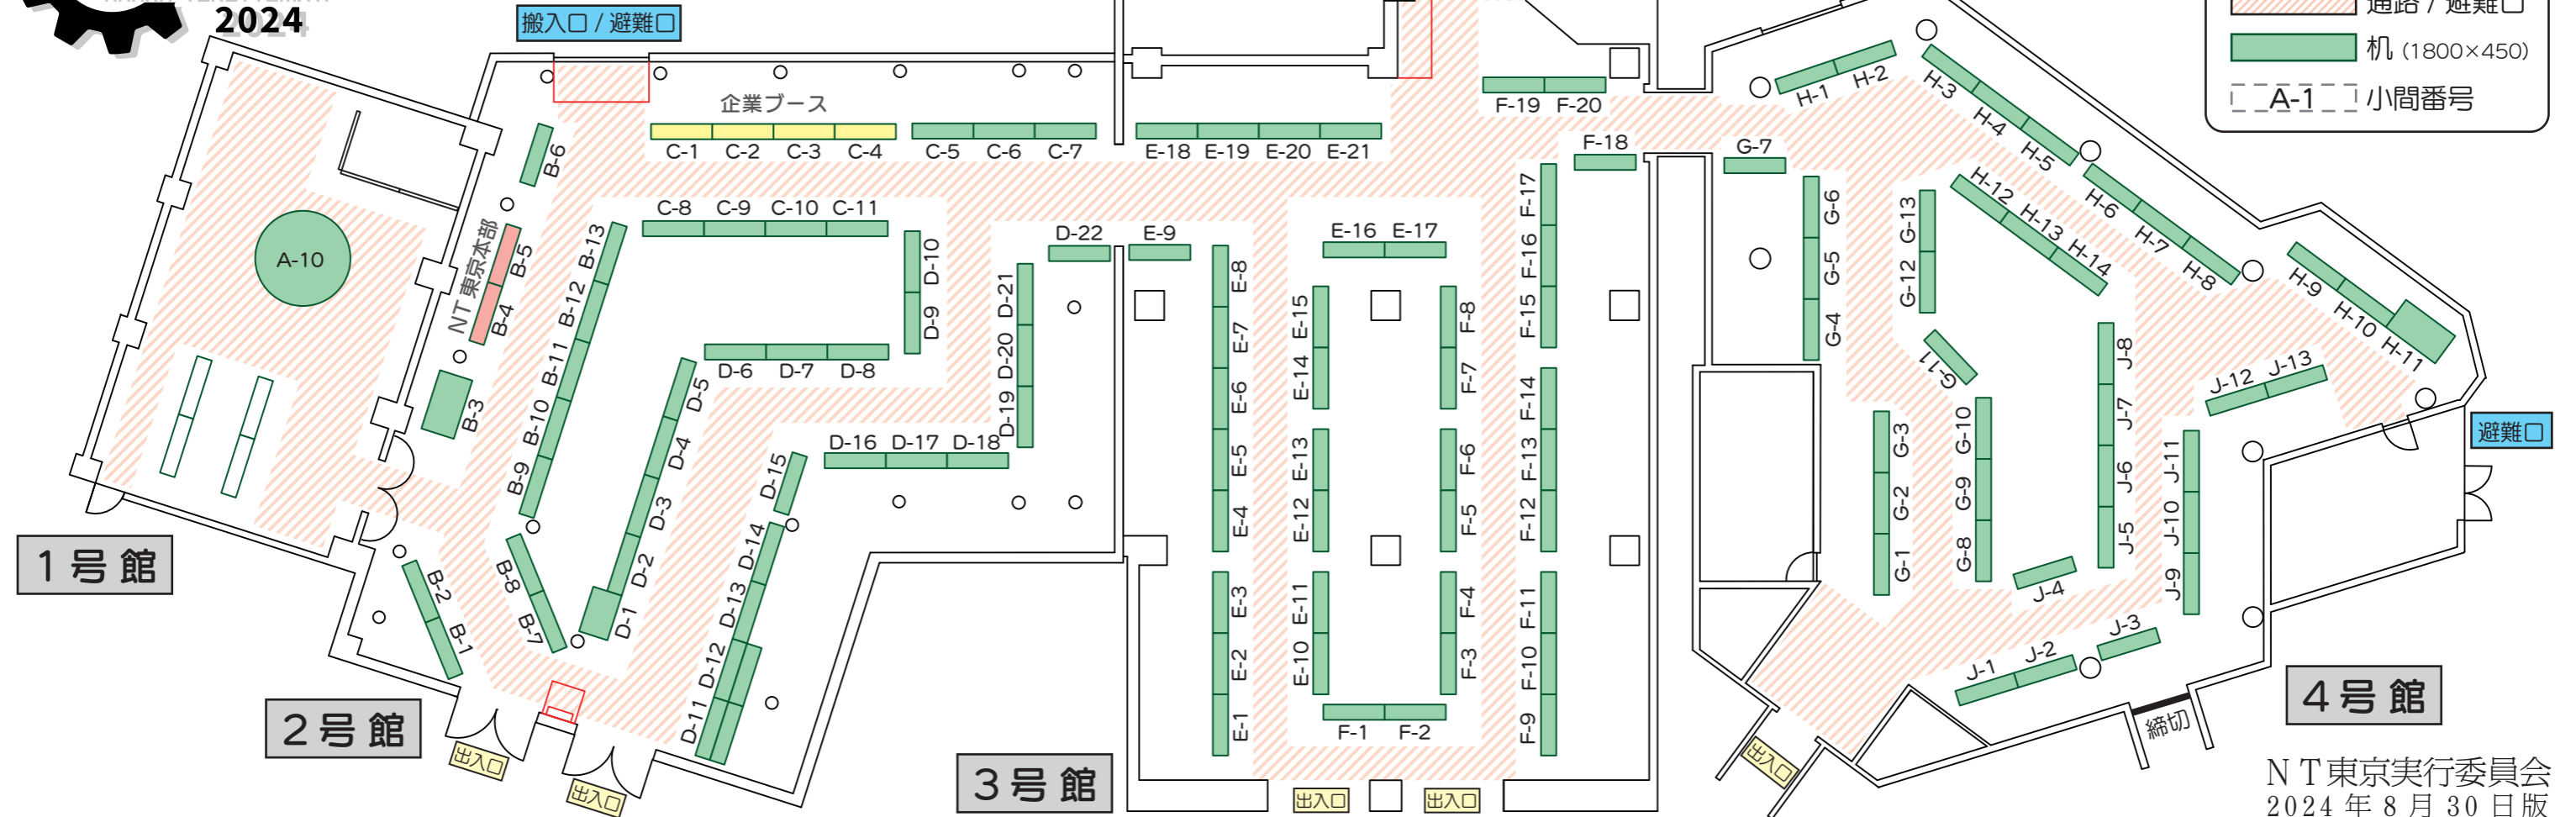 2024
搬入口 / 避難口
通路 / 避難口
机 (1800×450)
A-1 小間番号
企業ブース
C-1 C-2 C-3 C-4 C-5 C-6 C-7
E-18 E-19 E-20 E-21
F-19 F-20
F-18
G-7
H-1 H-2
H-3
H-4
H-5
H-6
H-7
H-8
H-9
H-10
H-11
H-12
H-13
H-14
A-10
B-6
NT東京本部
B-5
B-4
B-3
B-13
B-12
B-11
B-10
B-9
B-8
B-7
B-2
B-1
C-8 C-9 C-10 C-11
D-10
D-9
D-6 D-7 D-8
D-5
D-4
D-3
D-2
D-1
D-22
D-21
D-20
D-19
D-16 D-17 D-18
D-15
D-14
D-13
D-12
D-11
E-9
E-8
E-7
E-6
E-5
E-4
E-3
E-2
E-1
E-16 E-17
E-15
E-14
E-13
E-12
E-11
E-10
F-8
F-7
F-6
F-5
F-4
F-3
F-1 F-2
F-17
F-16
F-15
F-14
F-13
F-12
F-11
F-10
F-9
G-6
G-5
G-4
G-3
G-2
G-1
G-13
G-12
G-11
G-10
G-9
G-8
J-8
J-7
J-6
J-5
J-4
J-12 J-13
J-11
J-10
J-9
J-3
J-1 J-2
避難口
締切
出入口
出入口
出入口
出入口
出入口
1号館
2号館
3号館
4号館
NT東京実行委員会
2024年8月30日版